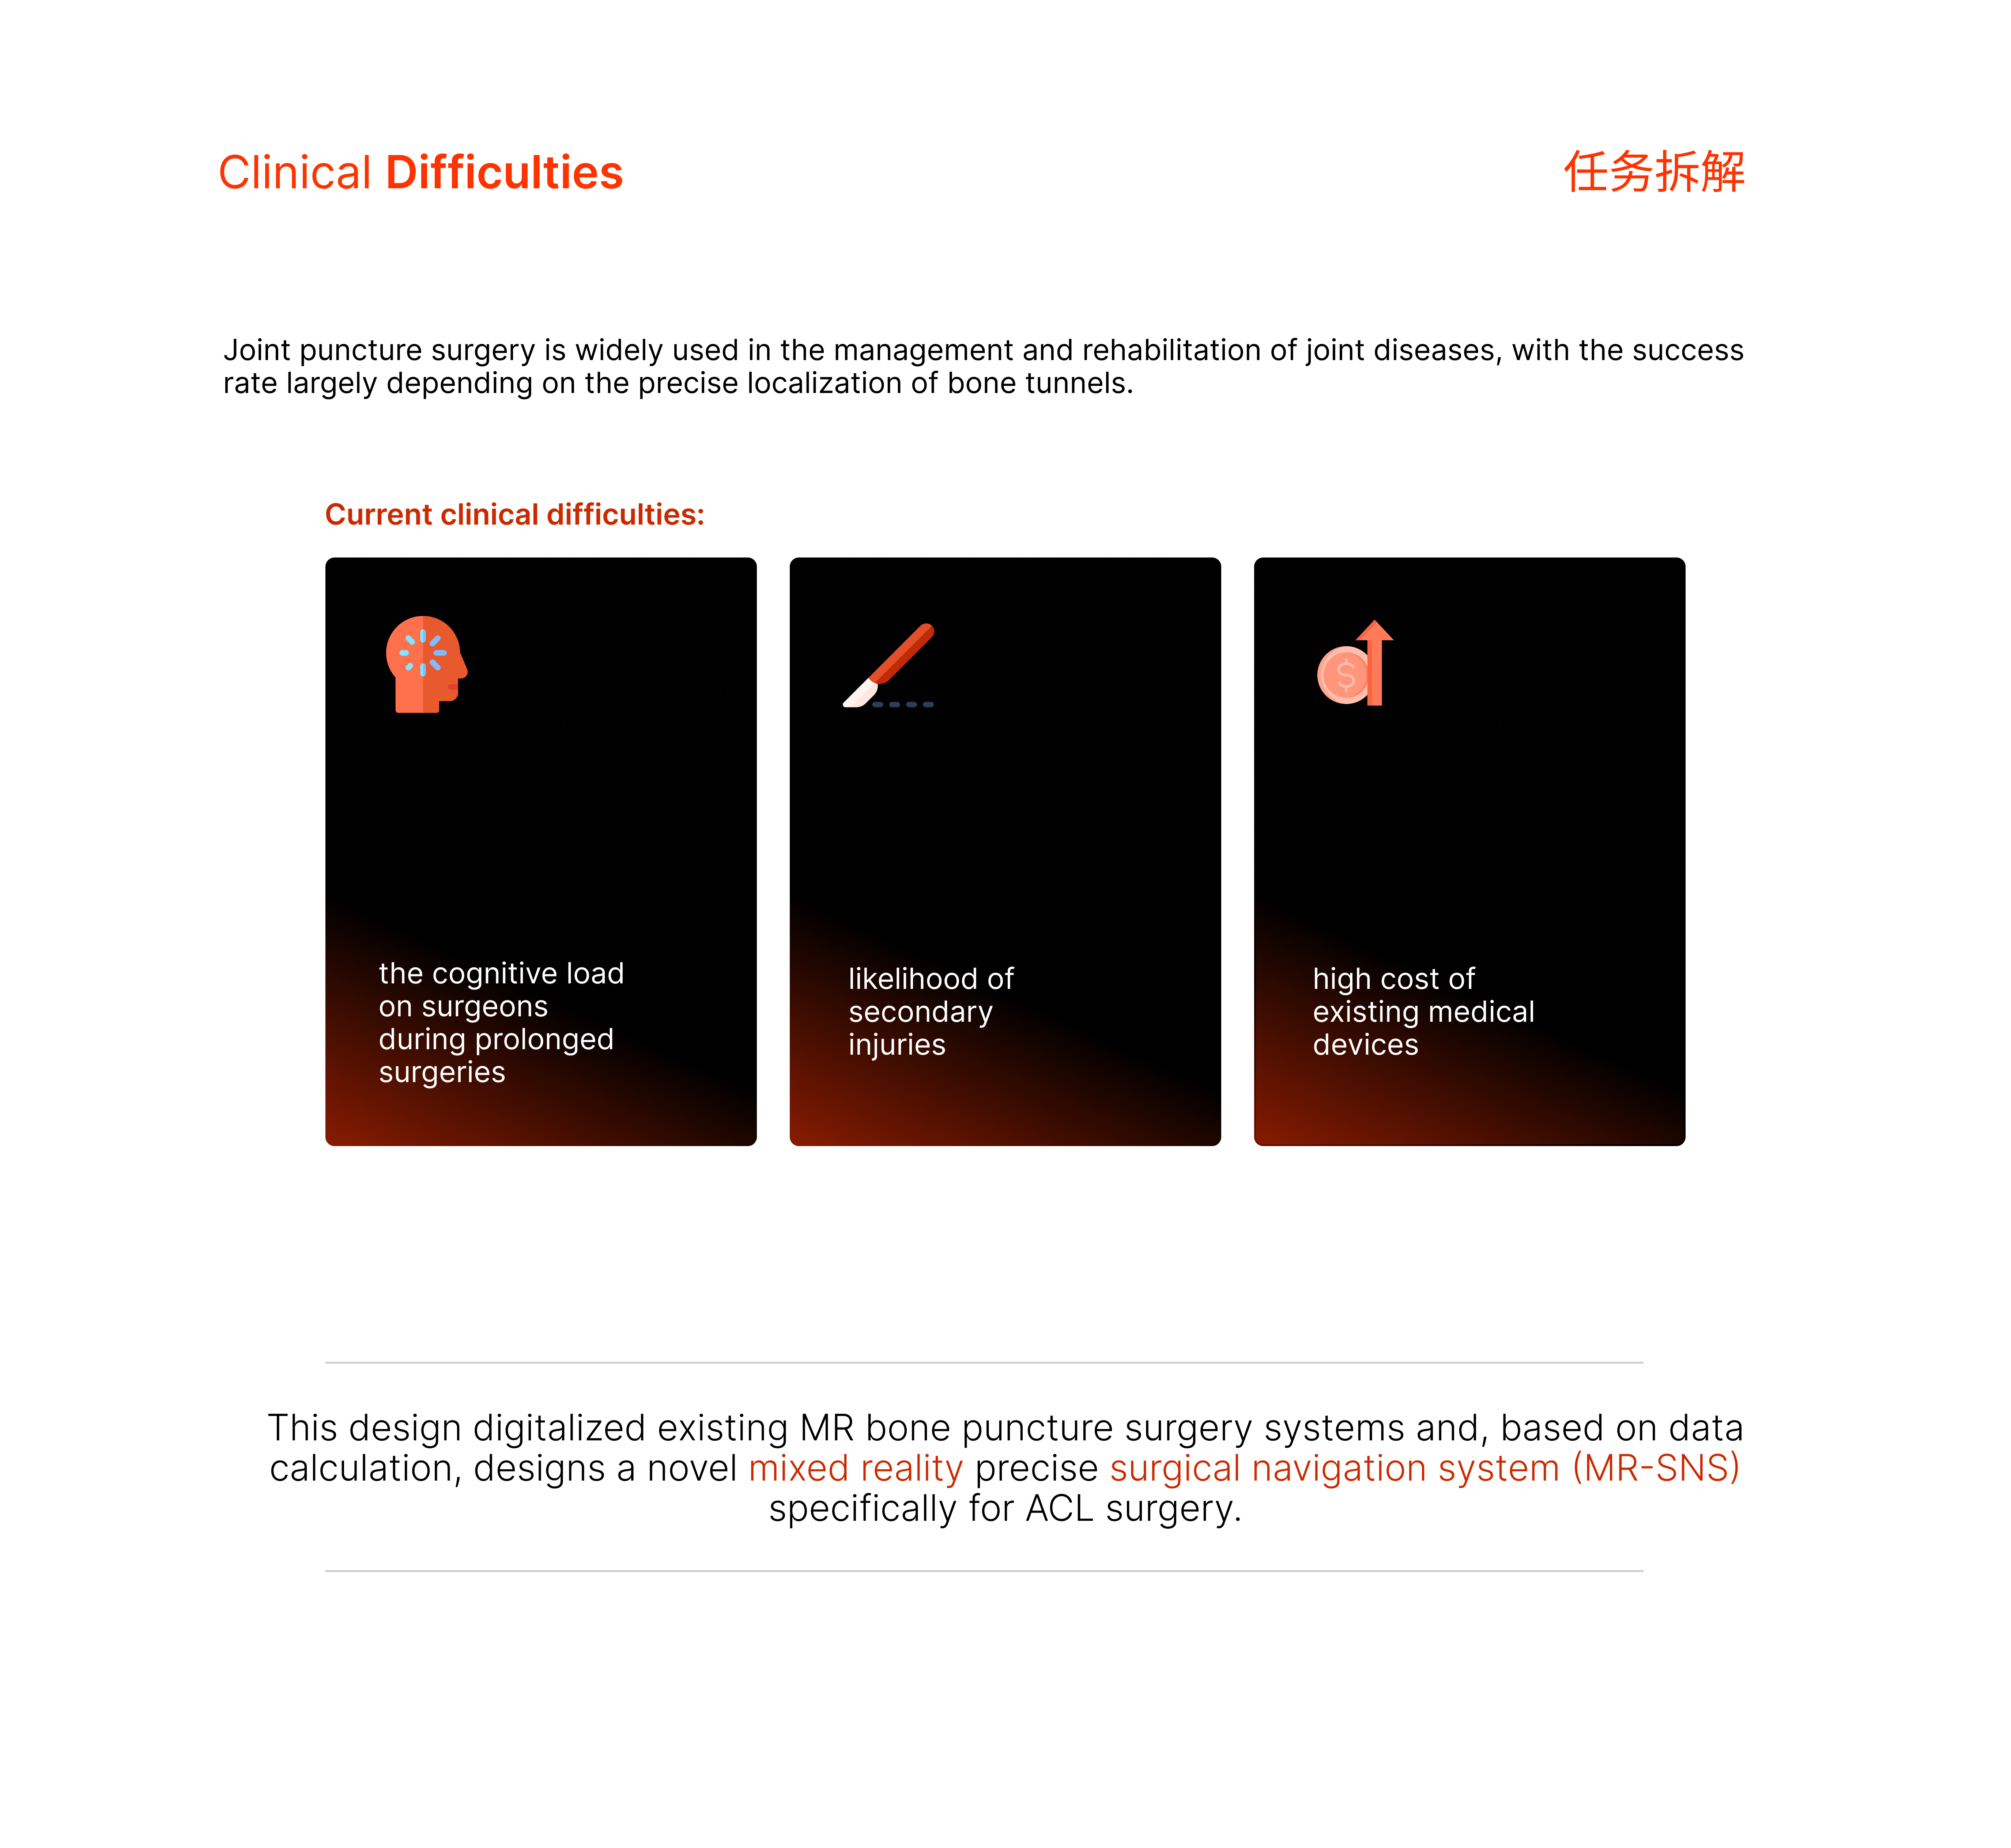 Clinical Difficulties
任务拆解
Joint puncture surgery is widely used in the management and rehabilitation of joint diseases, with the success
rate largely depending on the precise localization of bone tunnels.
Current clinical difficulties:
the cognitive load
on surgeons
during prolonged
surgeries
likelihood of
secondary
injuries
$
high cost of
existing medical
devices
This design digitalized existing MR bone puncture surgery systems and, based on data
calculation, designs a novel mixed reality precise surgical navigation system (MR-SNS)
specifically for ACL surgery.